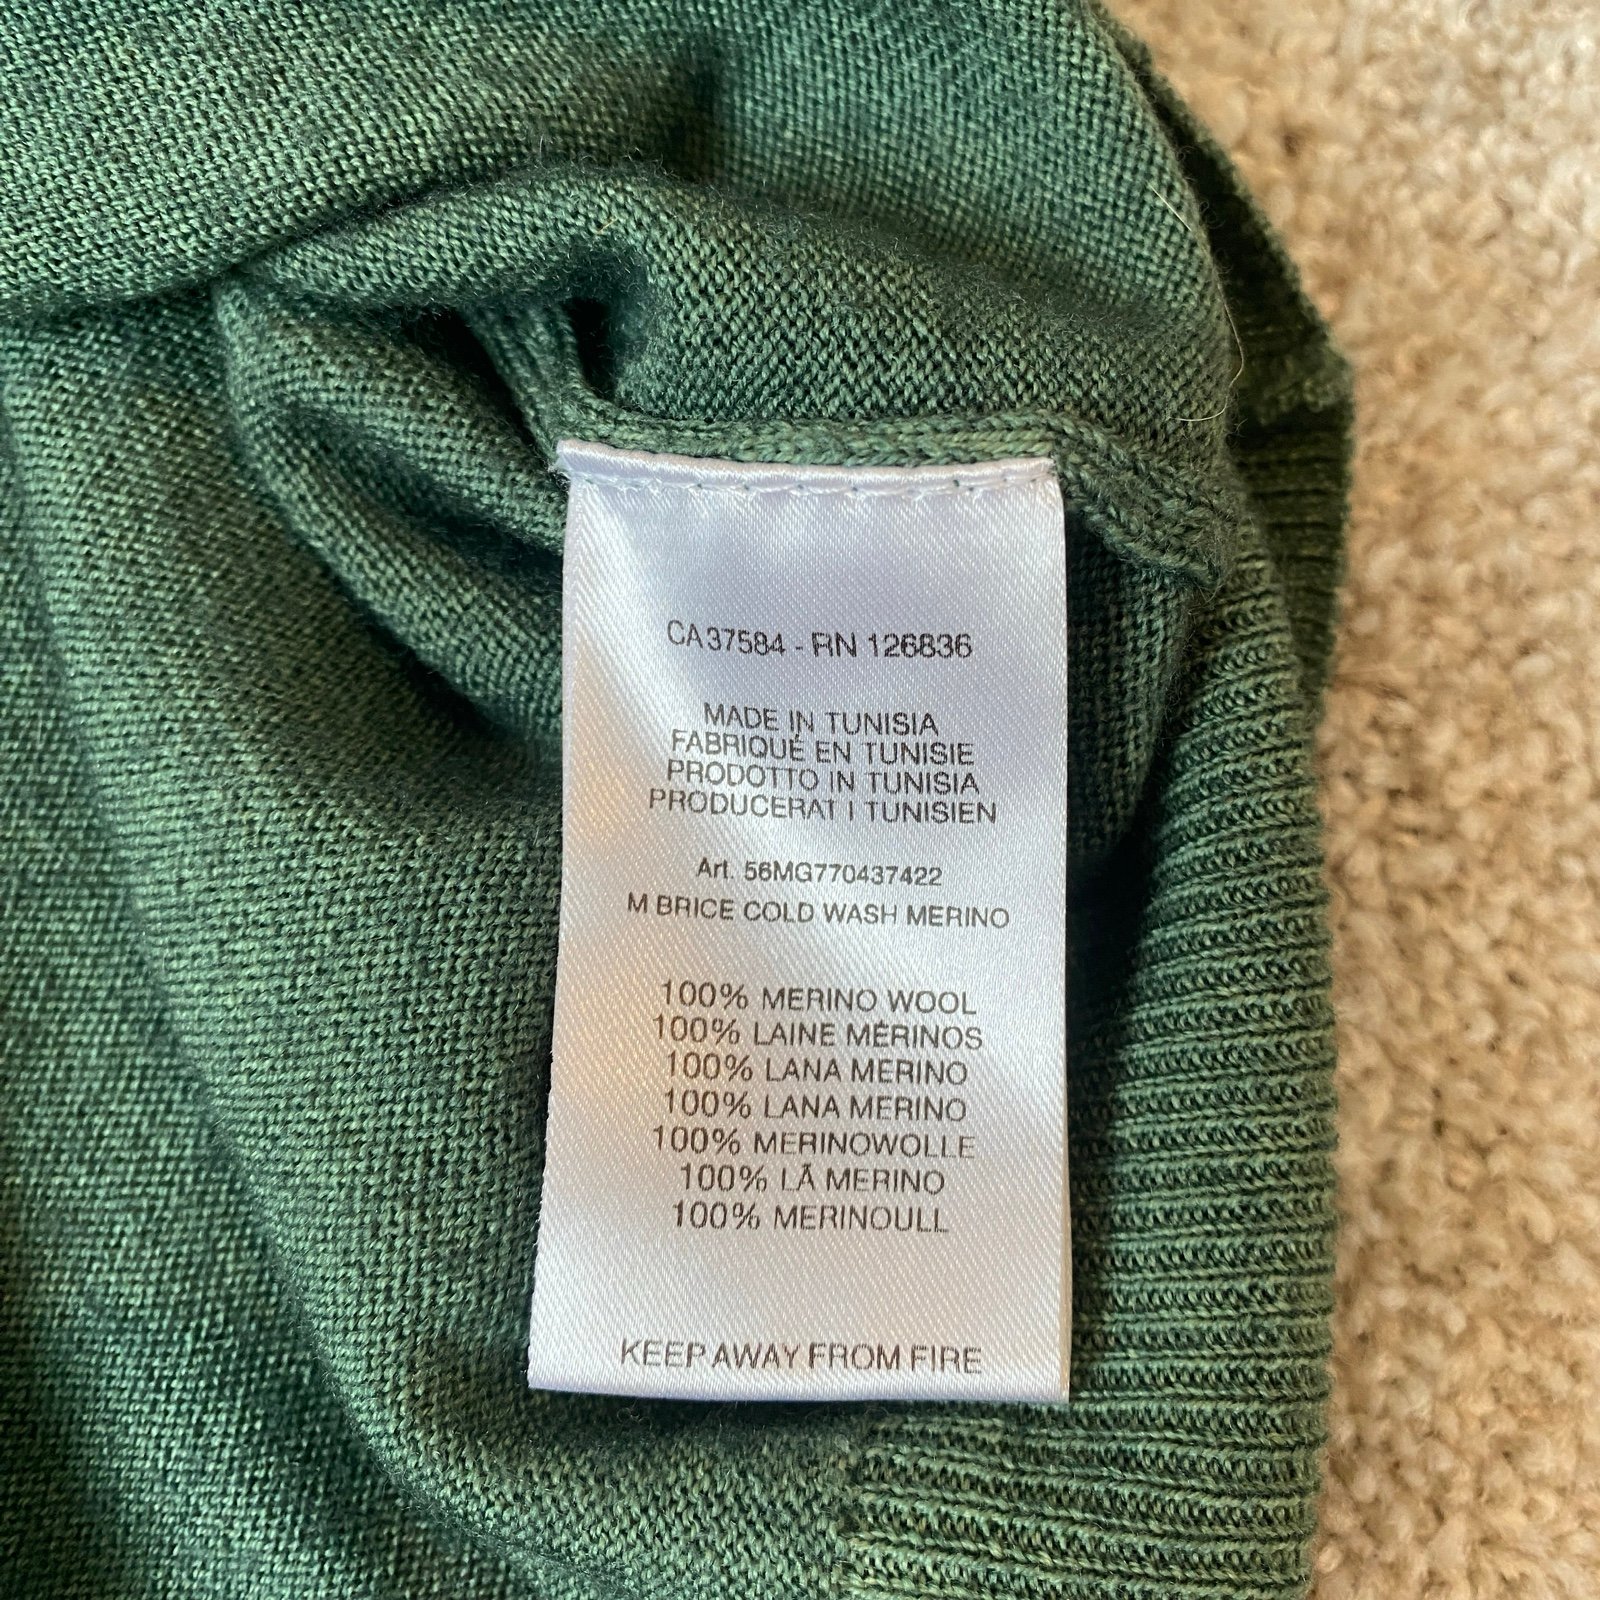 CA 37584 - RN 126836
MADE IN TUNISIA
FABRIQUÉ EN TUNISIE
PRODOTTO IN TUNISIA
PRODUCERAT I TUNISIEN
Art. 56MG770437422
M BRICE COLD WASH MERINO
100% MERINO WOOL
100% LAINE MÉRINOS
100% LANA MERINO
100% LANA MERINO
100% MERINOWOLLE
100% LÃ MERINO
100% MERINOULL
KEEP AWAY FROM FIRE